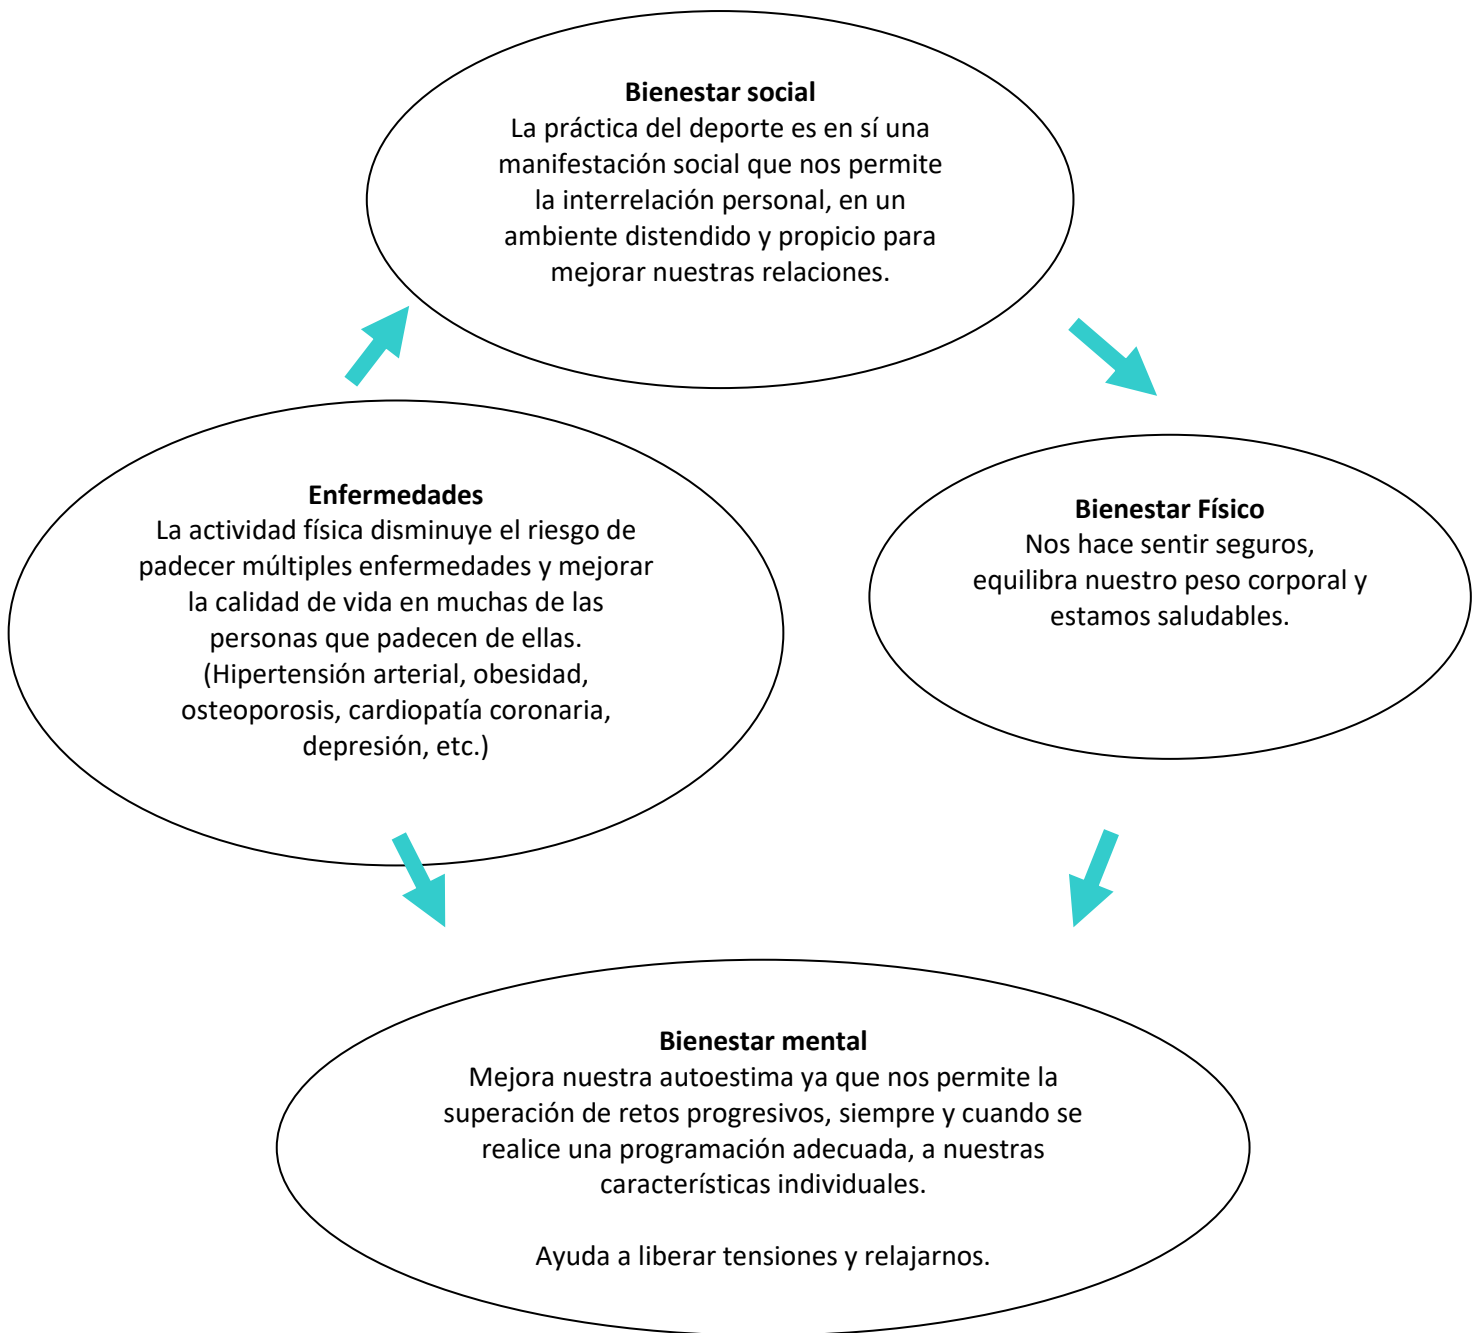 Bienestar social
La práctica del deporte es en sí una
manifestación social que nos permite
la interrelación personal, en un
ambiente distendido y propicio para
mejorar nuestras relaciones.
Enfermedades
La actividad física disminuye el riesgo de
padecer múltiples enfermedades y mejorar
la calidad de vida en muchas de las
personas que padecen de ellas.
(Hipertensión arterial, obesidad,
osteoporosis, cardiopatía coronaria,
depresión, etc.)
Bienestar Físico
Nos hace sentir seguros,
equilibra nuestro peso corporal y
estamos saludables.
Bienestar mental
Mejora nuestra autoestima ya que nos permite la
superación de retos progresivos, siempre y cuando se
realice una programación adecuada, a nuestras
características individuales.
Ayuda a liberar tensiones y relajarnos.